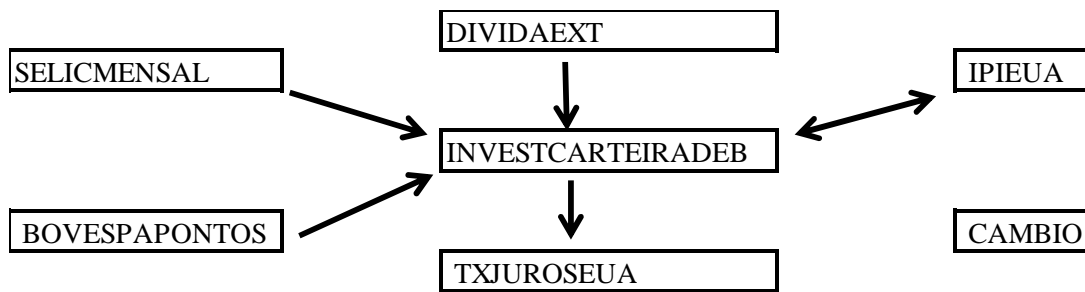 DIVIDAEXT
SELICMENSAL
IPIEUA
INVESTCARTEIRADEB
BOVESPAPONTOS
CAMBIO
TXJUROSEUA